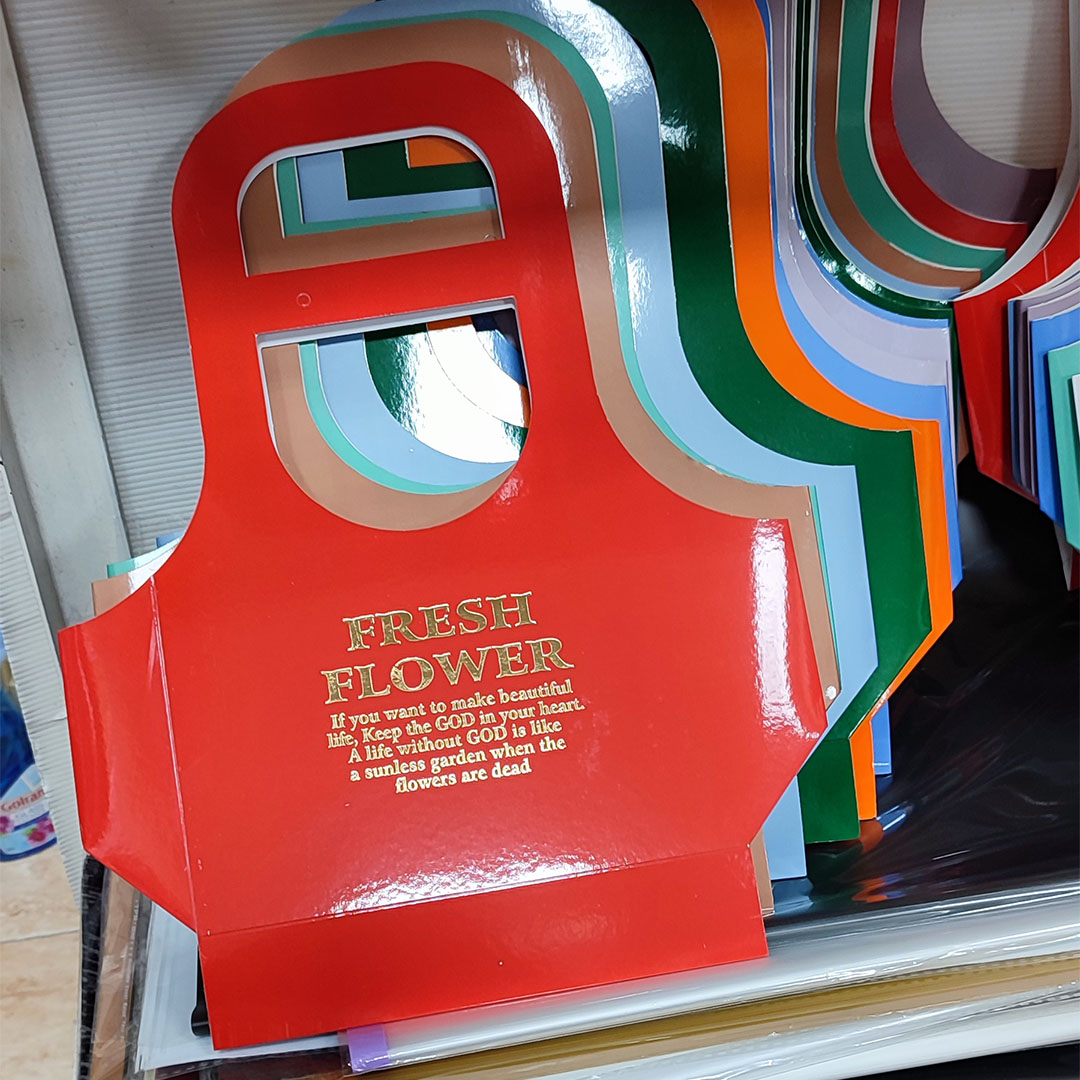 FRESH
FLOWER
If you want to make beautiful
life, Keep the GOD in your heart.
A life without GOD is like
a sunless garden when the
flowers are dead